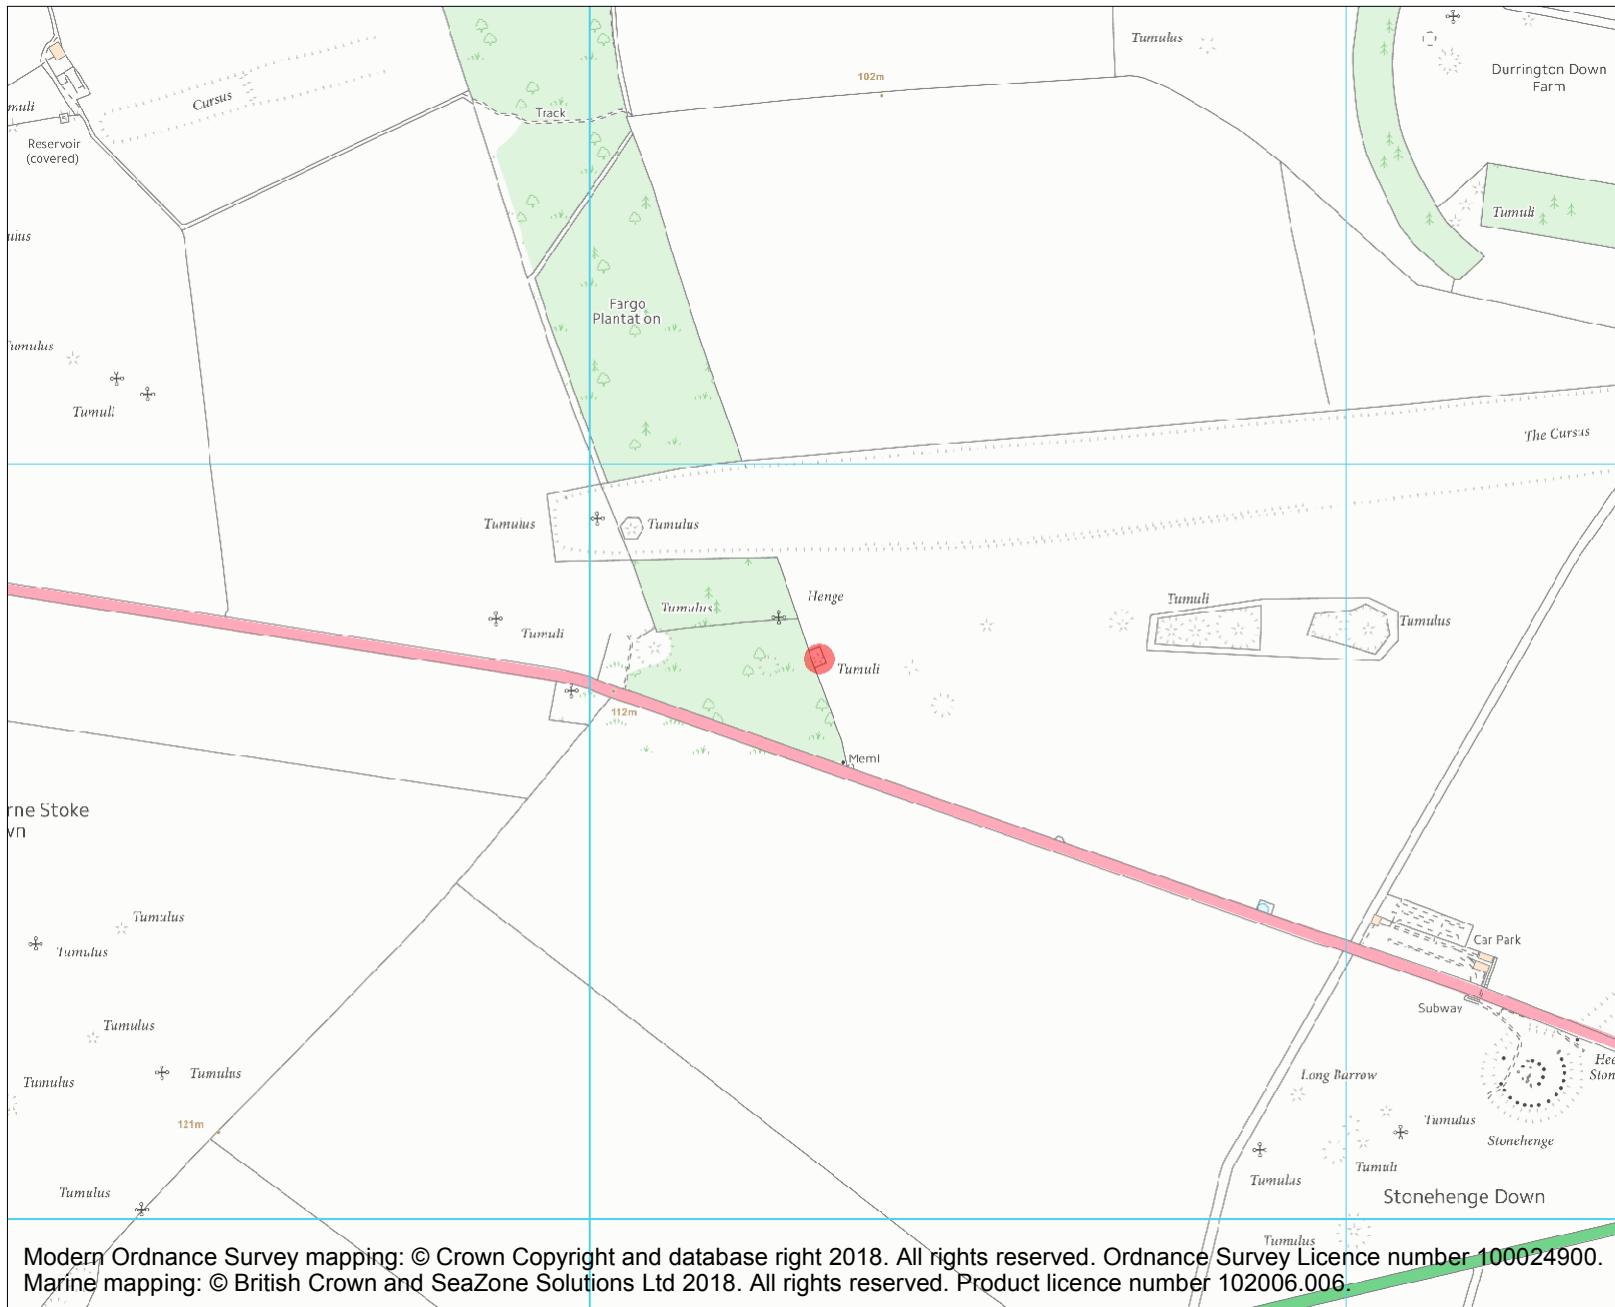 Tumulus
102m
Durrington Down
Farm
Cursus
Track
Reservoir
(covered)
Tumuli
Fargo
Plantation
Tumuli
The Cursus
Tumulus
Tumulus
Henge
Tumuli
Tumulus
Tumulus
Tumuli
Tumuli
112m
Meml
Tumulus
Tumulus
Car Park
Subway
Tumulus
Tumulus
Tumulus
Long Barrow
Tumulus
121m
Stonehenge
Tumuli
Tumulus
Tumulus
Stonehenge Down
Tumulus
Modern Ordnance Survey mapping: © Crown Copyright and database right 2018. All rights reserved. Ordnance Survey Licence number 100024900.
Marine mapping: © British Crown and SeaZone Solutions Ltd 2018. All rights reserved. Product licence number 102006.006.